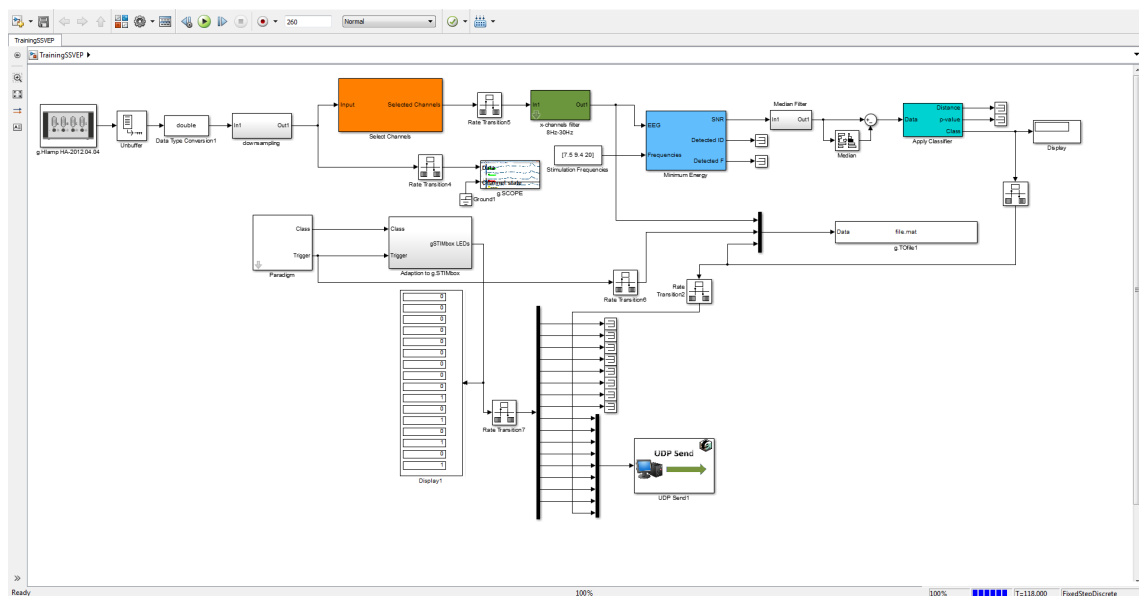 260
Normal
TrainingSSVEP
TrainingSSVEP
g.HIamp HA-2012.04.04
Unbuffer
double
Data Type Conversion1
In1
Out1
downsampling
Input
Selected Channels
Select Channels
Rate Transition5
In1
Out1
x-channels filter
8Hz-30Hz
EEG
Frequencies
SNR
Detected ID
Detected F
Minimum Energy
[7.5 9.4 20]
Stimulation Frequencies
Median Filter
In1
Out1
Median
Data
Distance
p-value
Class
Apply Classifier
Display
Rate Transition4
Data
Channel state
g.SCOPE
Ground1
Class
Trigger
Paradigm
Class
Trigger
gSTIMbox LEDs
Adaption to g.STIMbox
Rate Transition6
Data
file.mat
g.TOfile1
Rate
Transition2
0
0
0
0
0
0
0
0
0
1
0
1
0
1
0
1
Display1
Rate Transition7
UDP Send
UDP Send1
Ready
100%
100%
T=118.000
FixedStepDiscrete